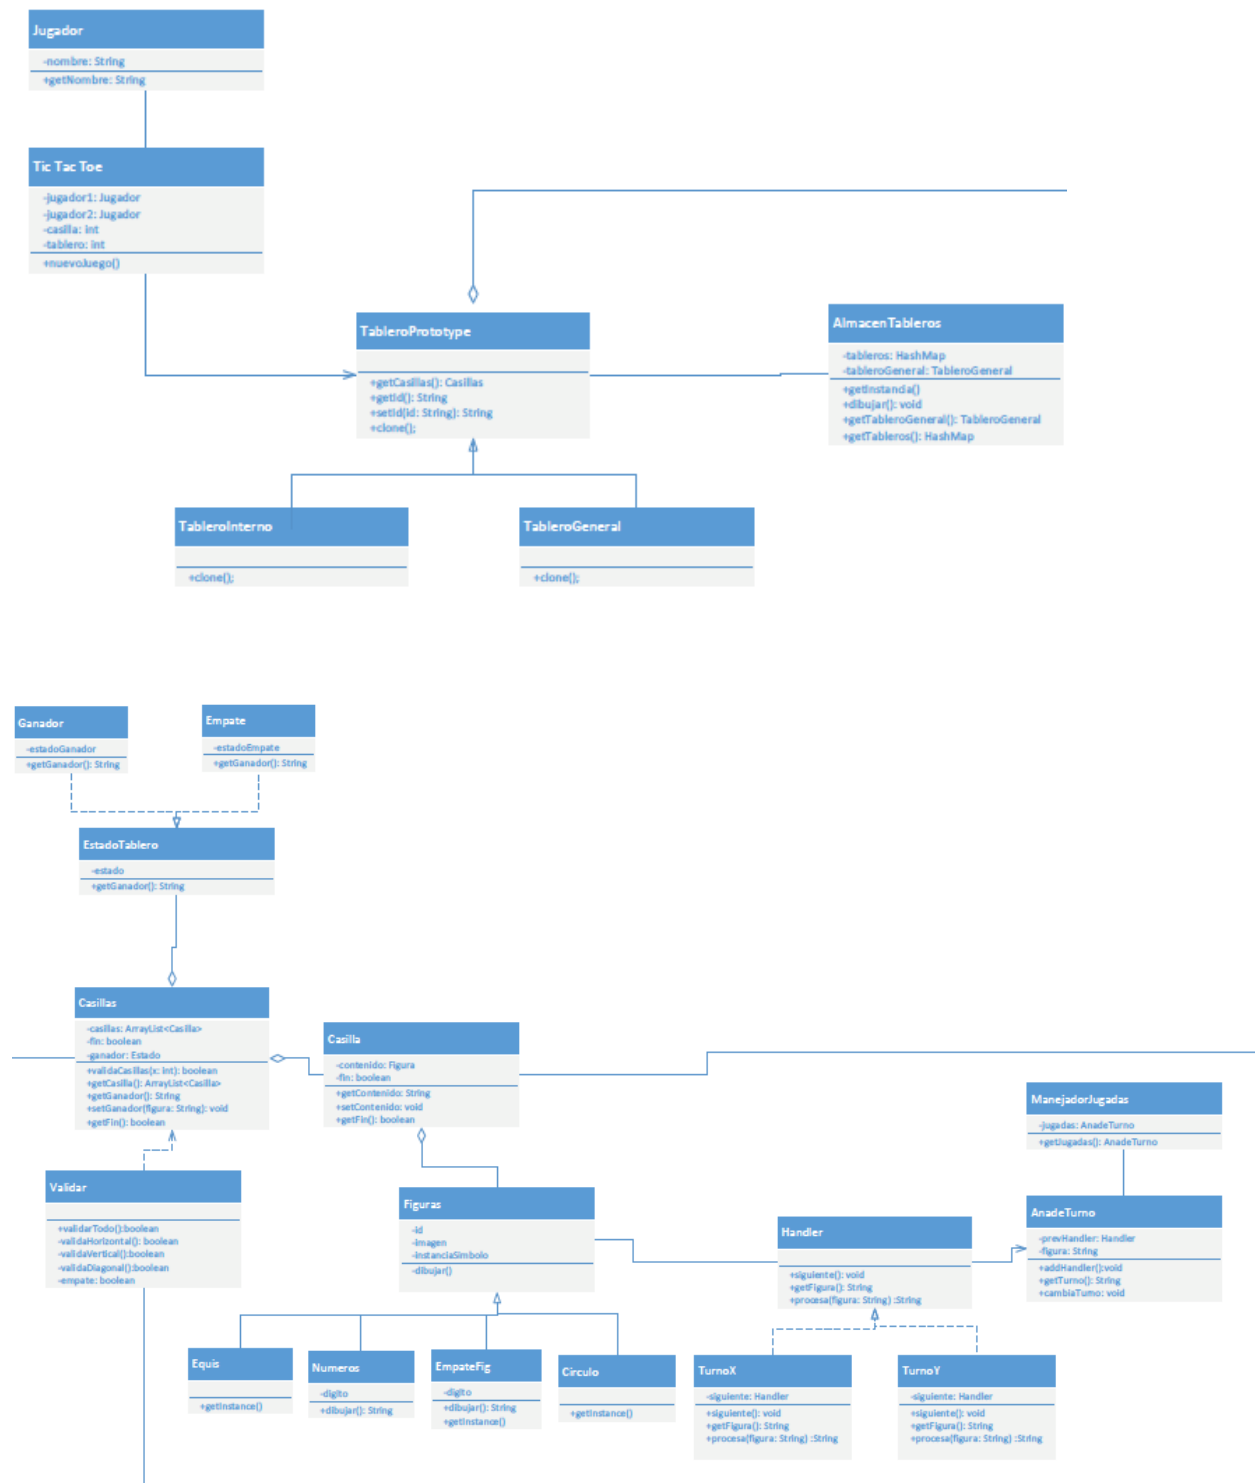 Jugador
-nombre: String
+getNombre: String
Tic Tac Toe
-jugador1: Jugador
-jugador2: Jugador
-casilla: int
-tablero: int
+nuevoJuego()
TableroPrototype
+getCasillas(): Casillas
+getId(): String
+setId(id: String): String
+clone();
AlmacenTableros
-tableros: HashMap
-tableroGeneral: TableroGeneral
+getInstancia()
+dibujar(): void
+getTableroGeneral(): TableroGeneral
+getTableros(): HashMap
TableroInterno
+clone();
TableroGeneral
+clone();
Ganador
-estadoGanador
+getGanador(): String
Empate
-estadoEmpate
+getGanador(): String
EstadoTablero
-estado
+getGanador(): String
Casillas
-casillas: ArrayList<Casilla>
-fin: boolean
-ganador: Estado
+validaCasillas(x: int): boolean
+getCasilla(): ArrayList<Casilla>
+getGanador(): String
+setGanador(figura: String): void
+getFin(): boolean
Casilla
-contenido: Figura
-fin: boolean
+getContenido: String
+setContenido: void
+getFin(): boolean
ManejadorJugadas
-jugadas: AnadeTurno
+getJugadas(): AnadeTurno
Validar
+validarTodo():boolean
-validaHorizontal(): boolean
-validaVertical():boolean
-validaDiagonal():boolean
-empate: boolean
Figuras
-id
-imagen
-instanciaSimbolo
-dibujar()
Handler
+siguiente(): void
+getFigura(): String
+procesa(figura: String) :String
AnadeTurno
-prevHandler: Handler
-figura: String
+addHandler():void
+getTurno(): String
+cambiaTurno: void
Equis
+getInstance()
Numeros
-digito
+dibujar(): String
EmpateFig
-digito
+dibujar(): String
+getInstance()
Circulo
+getInstance()
TurnoX
-siguiente: Handler
+siguiente(): void
+getFigura(): String
+procesa(figura: String) :String
TurnoY
-siguiente: Handler
+siguiente(): void
+getFigura(): String
+procesa(figura: String) :String